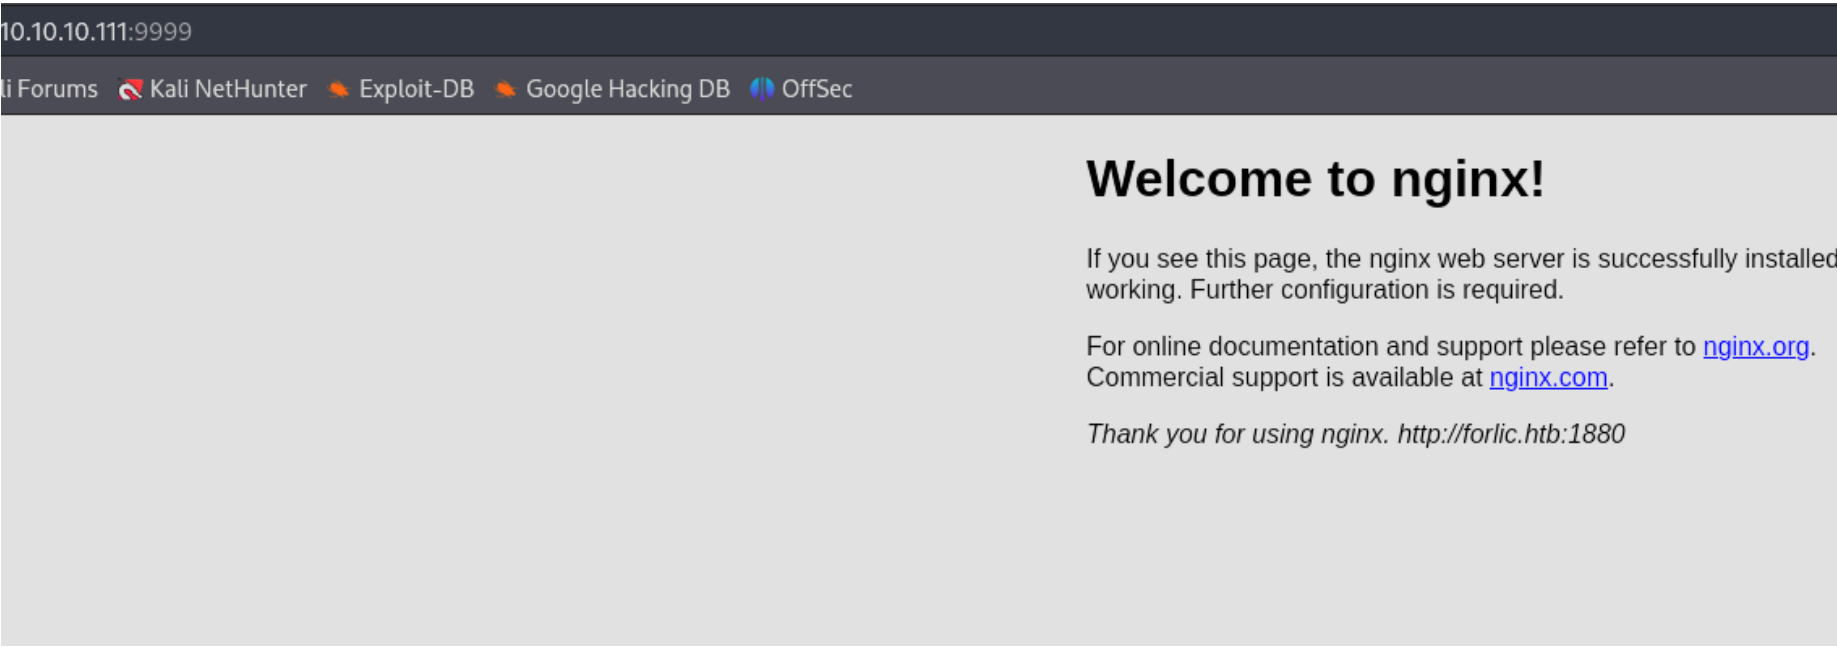 10.10.10.111:9999
li Forums Kali NetHunter Exploit-DB Google Hacking DB OffSec
Welcome to nginx!
If you see this page, the nginx web server is successfully installed
working. Further configuration is required.
For online documentation and support please refer to nginx.org.
Commercial support is available at nginx.com.
Thank you for using nginx. http://forlic.htb:1880